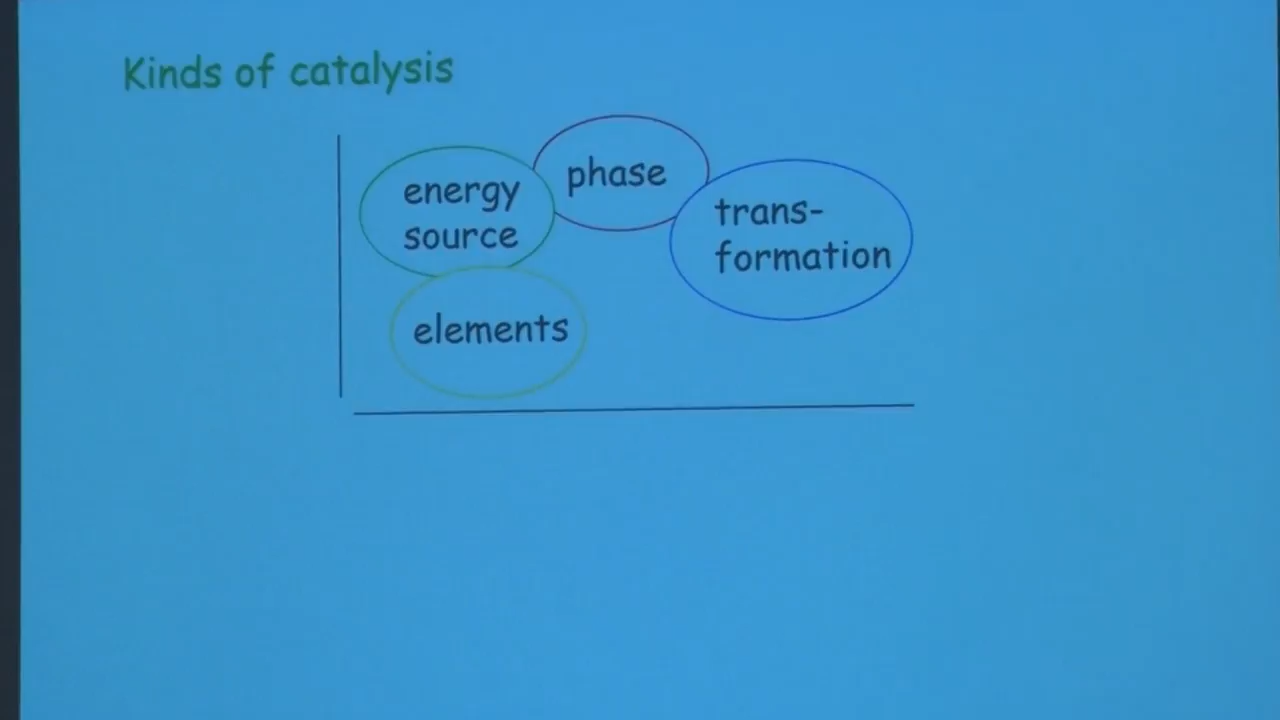 Kinds of catalysis
phase
energy
source
trans-
formation
elements